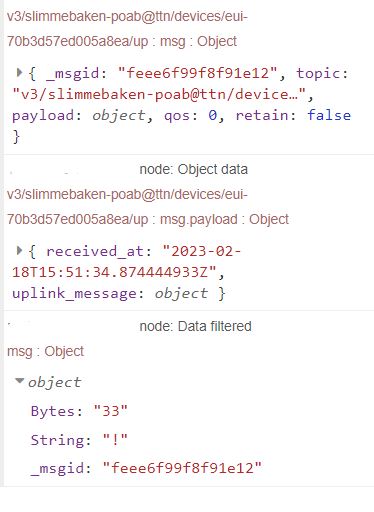 v3/slimmebaken-poab@ttn/devices/eui-
70b3d57ed005a8ea/up : msg : Object
{ _msgid: "feee6f99f8f91e12", topic:
"v3/slimmebaken-poab@ttn/device…",
payload: object, qos: 0, retain: false
}
node: Object data
v3/slimmebaken-poab@ttn/devices/eui-
70b3d57ed005a8ea/up : msg.payload : Object
{ received_at: "2023-02-
18T15:51:34.874444933Z",
uplink_message: object }
node: Data filtered
msg : Object
object
Bytes: "33"
String: "!"
_msgid: "feee6f99f8f91e12"